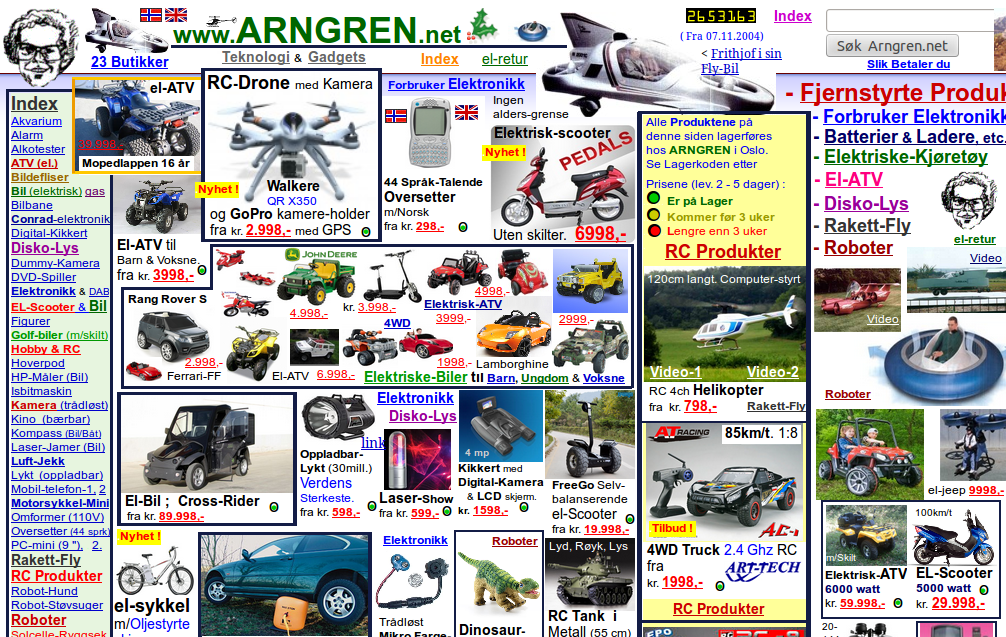 www.ARNGREN.net
23 Butikker
Teknologi & Gadgets
Index
el-retur
2653163
( Fra 07.11.2004)
Index
< Frithjof i sin
Fly-Bil
Søk Arngren.net
Slik Betaler du
- Fjernstyrte Produk
- Forbruker Elektronikk
- Batterier & Ladere, etc.
- Elektriske-Kjøretøy
- El-ATV
- Disko-Lys
- Rakett-Fly
- Roboter
el-retur
Video
Video
Roboter
el-jeep 9998,-
Index
Akvarium
Alarm
Alkotester
ATV (el.)
Bildefliser
Bil (elektrisk) gas
Bilbane
Conrad-elektronik
Digital-Kikkert
Disko-Lys
Dummy-Kamera
DVD-Spiller
Elektronikk & DAB
EL-Scooter & Bil
Figurer
Golf-biler (m/skilt)
Hobby & RC
Hoverpod
HP-Måler (Bil)
Isbitmaskin
Kamera (trådløst)
Kino (bærbar)
Kompass (Bil/Båt)
Laser-Jamer (Bil)
Luft-Jekk
Lykt (oppladbar)
Mobil-telefon-1, 2
Motorsykkel-Mini
Omformer (110V)
Oversetter (44 sprk)
PC-mini (9 "), 2.
Rakett-Fly
RC Produkter
Robot-Hund
Robot-Støvsuger
Roboter
Solcelle-Ryggsek
el-ATV
39.998,-
Mopedlappen 16 år
El-ATV til
Barn & Voksne.
fra kr. 3998,-
RC-Drone med Kamera
Nyhet !
Walkere
QR X350
og GoPro kamere-holder
fra kr. 2.998,- med GPS
Forbruker Elektronikk
Ingen
alders-grense
44 Språk-Talende
Oversetter
m/Norsk
fra kr. 298,-
Elektrisk-scooter
Nyhet !
PEDALS
Uten skilter. 6998,-
Alle Produktene på
denne siden lagerføres
hos ARNGREN i Oslo.
Se Lagerkoden etter
Prisene (lev. 2 - 5 dager) :
Er på Lager
Kommer før 3 uker
Lengre enn 3 uker
RC Produkter
120cm langt. Computer-styrt
Video-1
Video-2
RC 4ch Helikopter
fra kr. 798,-
Rakett-Fly
JOHN DEERE
4.998,-
kr. 3.998,-
4998,-
Elektrisk-ATV
3999,-
2999,-
Rang Rover S
2.998,-
Ferrari-FF
El-ATV
6.998,-
4WD
1998,-
Lamborghine
Elektriske-Biler til Barn, Ungdom & Voksne
El-Bil ; Cross-Rider
fra kr. 89.998,-
Elektronikk
Disko-Lys
link
Oppladbar-
Lykt (30mill.)
Verdens
Sterkeste.
kr. 598,-
Laser-Show
fra kr. 599,-
4 mp
Kikkert med
Digital-Kamera
& LCD skjerm.
kr. 1598,-
FreeGo Selv-
balanserende
el-Scooter
fra kr. 19.998,-
AT RACING
85km/t. 1:8
Tilbud !
AC-1
4WD Truck 2.4 Ghz RC
fra
kr. 1998,-
ART-TECH
RC Produkter
Nyhet !
el-sykkel
m/Oljestyrte
Elektronikk
Trådløst
Mikro Farge-
Roboter
Dinosaur-
Lyd, Røyk, Lys
RC Tank i
Metall (55 cm)
m/Skilt
Elektrisk-ATV
6000 watt
kr. 59.998,-
100km/t
EL-Scooter
5000 watt
kr. 29.998,-
20-